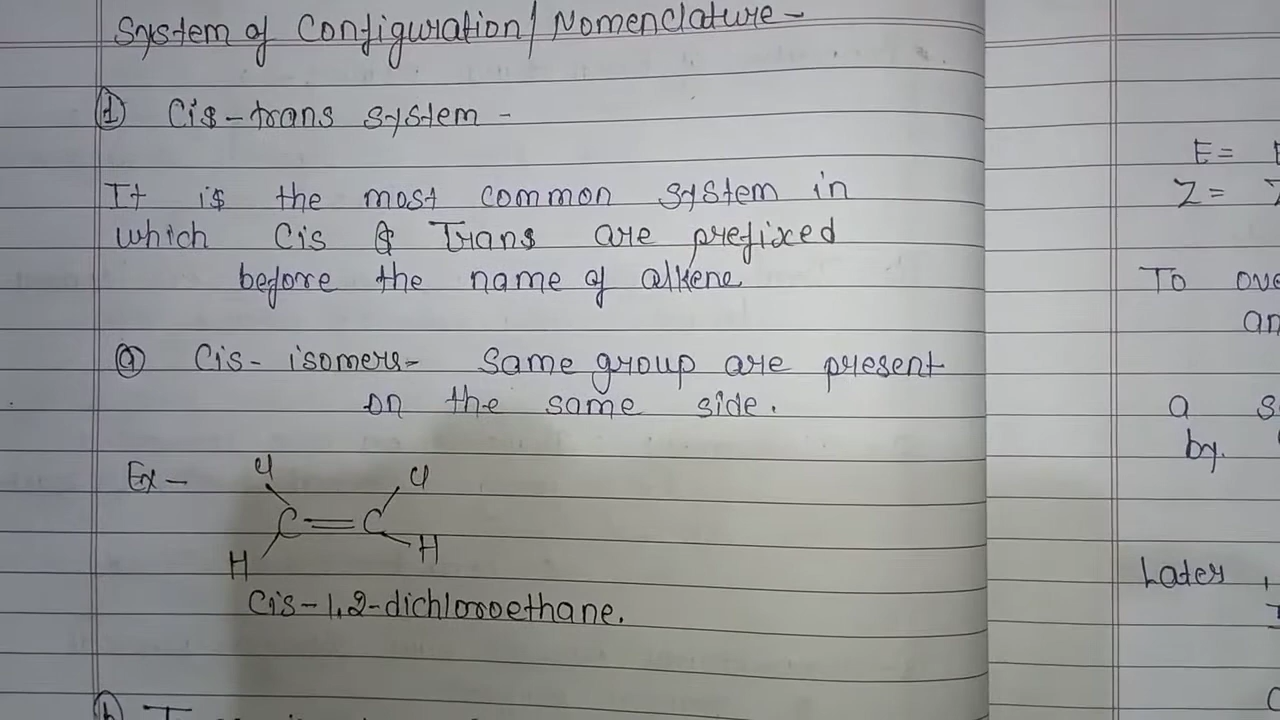 System of Configuration/Nomenclature-
① Cis-trans system -
It is the most common system in
which Cis & Trans are prefixed
before the name of alkene
ⓐ Cis- isomers- Same group are present
on the same side.
Ex- Cl Cl
C=C
H H
Cis-1,2-dichloroethane.
ⓑ
E=
Z=
To
a
by.
Later ,